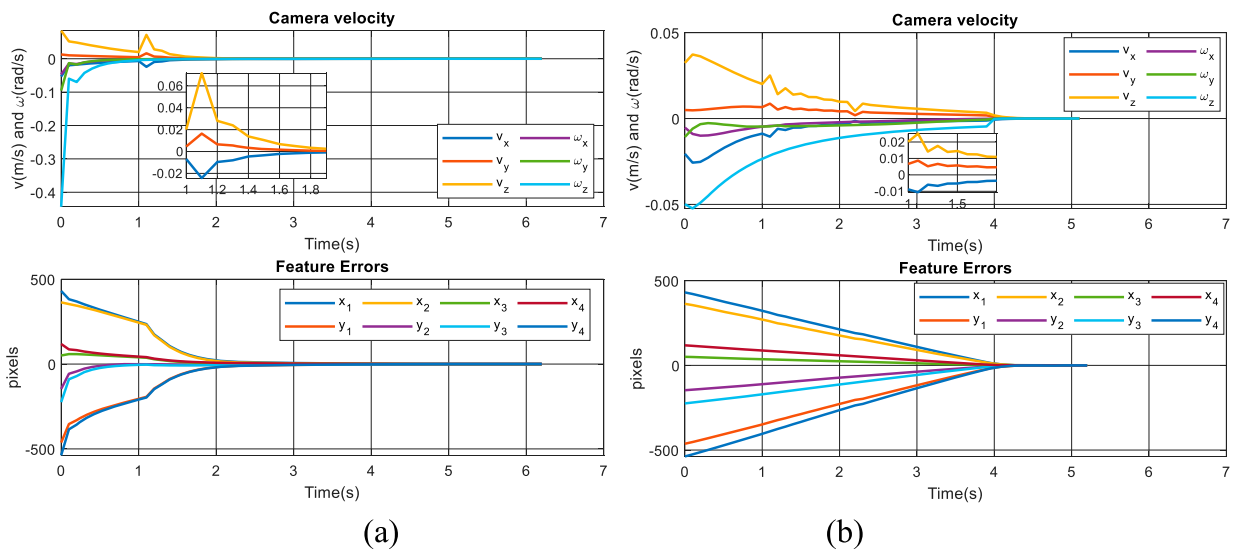 Camera velocity
v(m/s) and ω(rad/s)
0
-0.1
-0.2
-0.3
-0.4
0.06
0.04
0.02
0
-0.02
1 1.2 1.4 1.6 1.8
v_x ω_x
v_y ω_y
v_z ω_z
0 1 2 3 4 5 6 7
Time(s)
Feature Errors
pixels
500
0
-500
x_1 x_2 x_3 x_4
y_1 y_2 y_3 y_4
0 1 2 3 4 5 6 7
Time(s)
(a)
Camera velocity
v(m/s) and ω(rad/s)
0.05
0
-0.05
v_x ω_x
v_y ω_y
v_z ω_z
0.02
0.01
0
-0.01
1 1.5
0 1 2 3 4 5 6 7
Time(s)
Feature Errors
pixels
500
0
-500
x_1 x_2 x_3 x_4
y_1 y_2 y_3 y_4
0 1 2 3 4 5 6 7
Time(s)
(b)